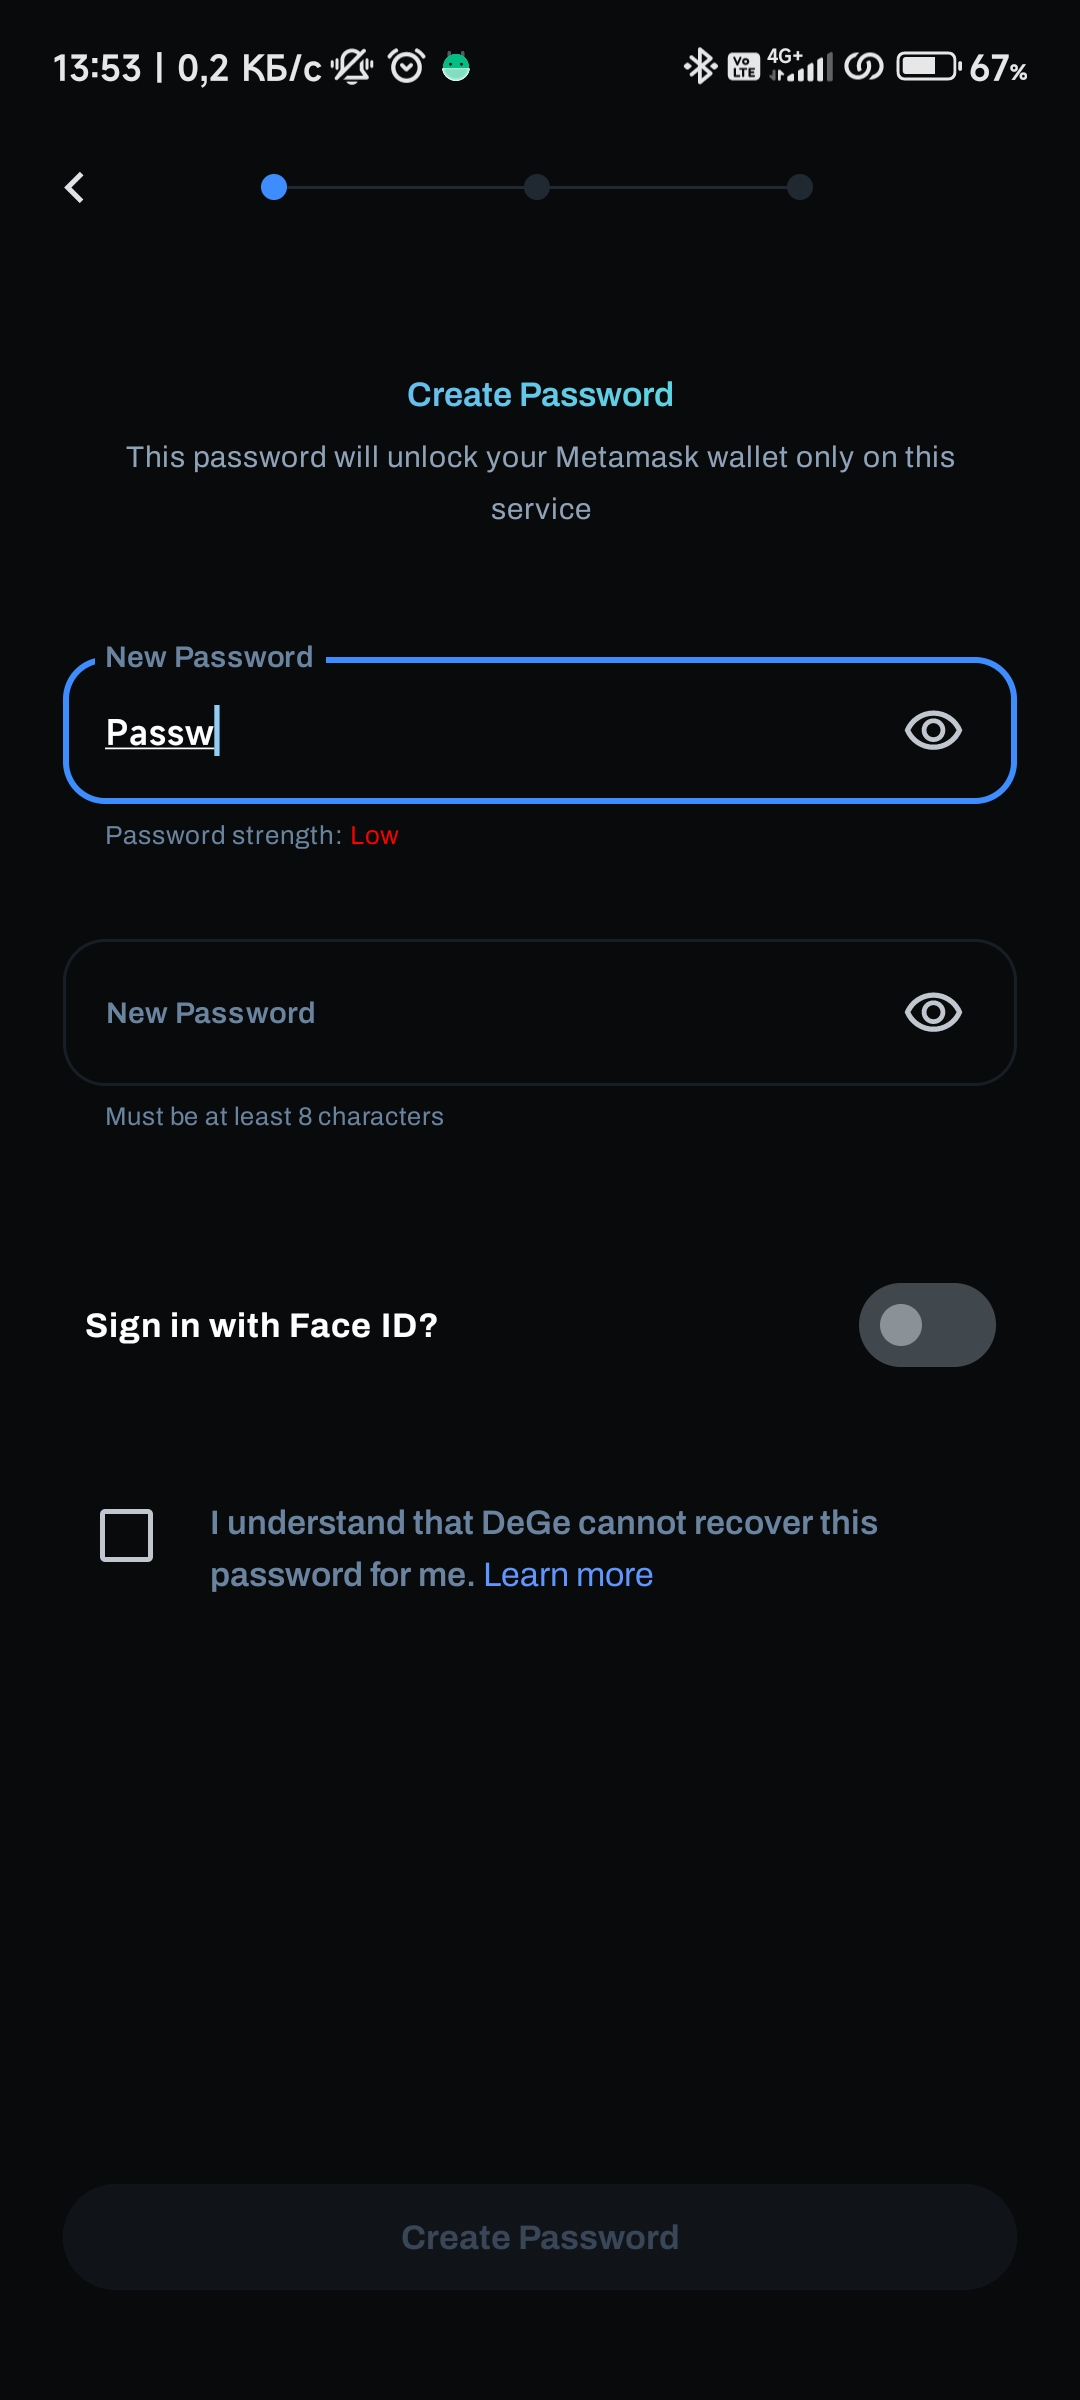 13:53 | 0,2 КБ/с Vo LTE 4G+ 67%
Create Password
This password will unlock your Metamask wallet only on this
service
New Password
Passw
Password strength: Low
New Password
Must be at least 8 characters
Sign in with Face ID?
I understand that DeGe cannot recover this
password for me. Learn more
Create Password